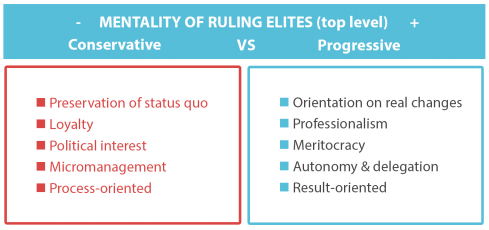 - MENTALITY OF RULING ELITES (top level) +
Conservative VS Progressive
Preservation of status quo
Loyalty
Political interest
Micromanagement
Process-oriented
Orientation on real changes
Professionalism
Meritocracy
Autonomy & delegation
Result-oriented